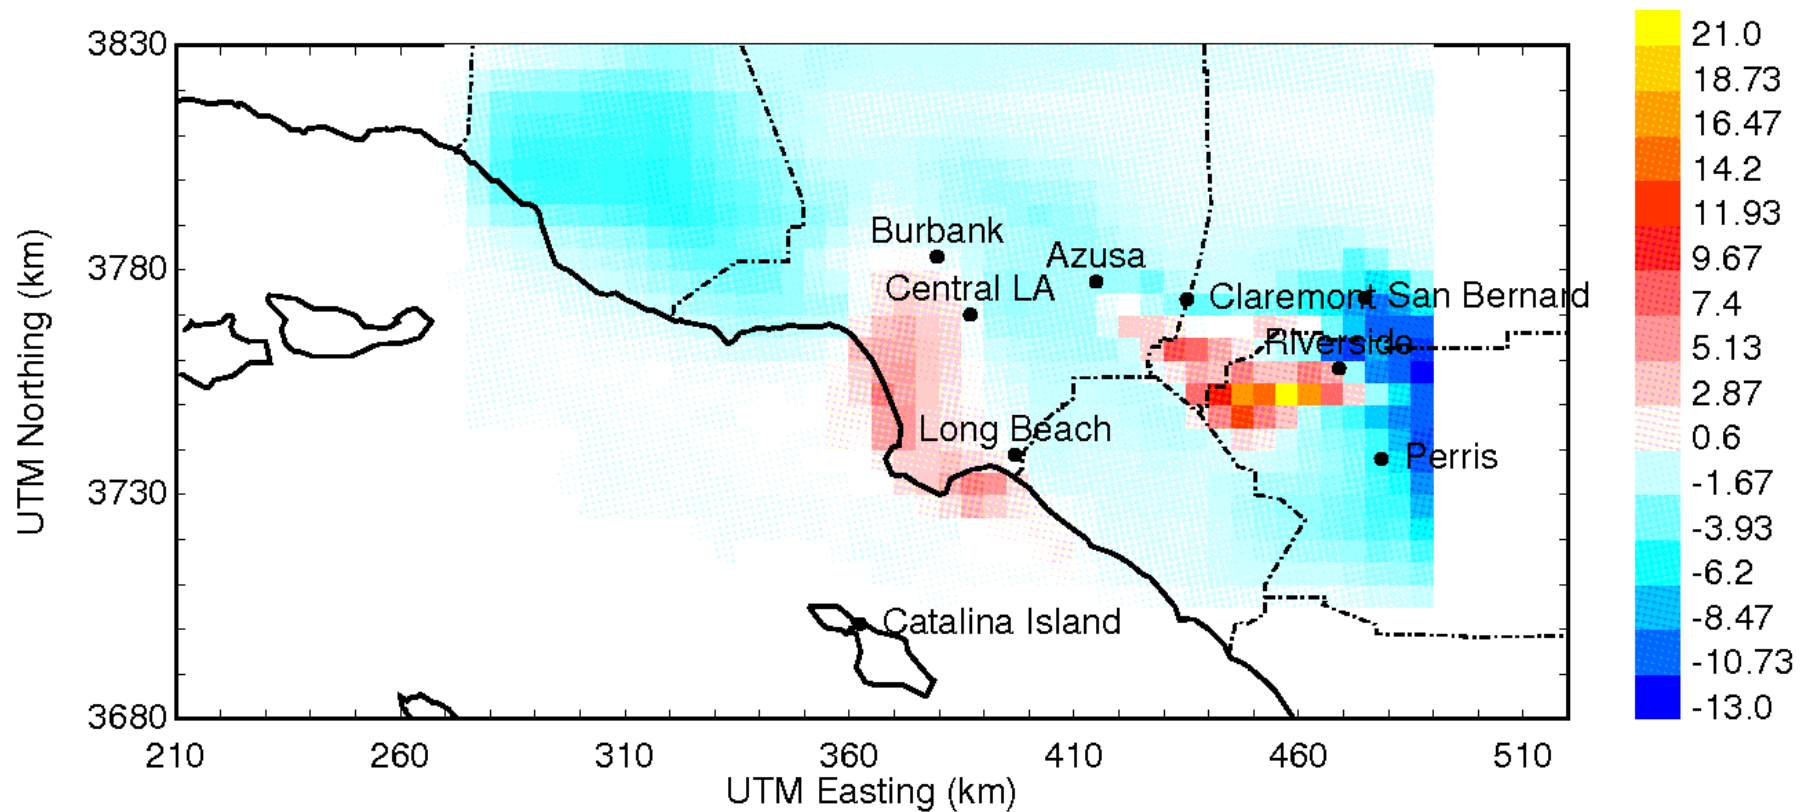 3830
3780
3730
3680
UTM Northing (km)
210 260 310 360 410 460 510
UTM Easting (km)
Burbank
Azusa
Central LA
Claremont
San Bernard
Riverside
Long Beach
Perris
Catalina Island
21.0
18.73
16.47
14.2
11.93
9.67
7.4
5.13
2.87
0.6
-1.67
-3.93
-6.2
-8.47
-10.73
-13.0